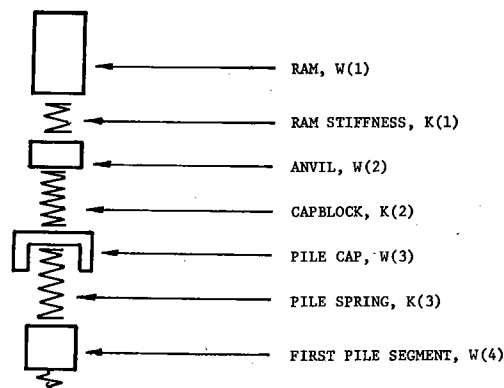 RAM, W(1)
RAM STIFFNESS, K(1)
ANVIL, W(2)
CAPBLOCK, K(2)
PILE CAP, W(3)
PILE SPRING, K(3)
FIRST PILE SEGMENT, W(4)